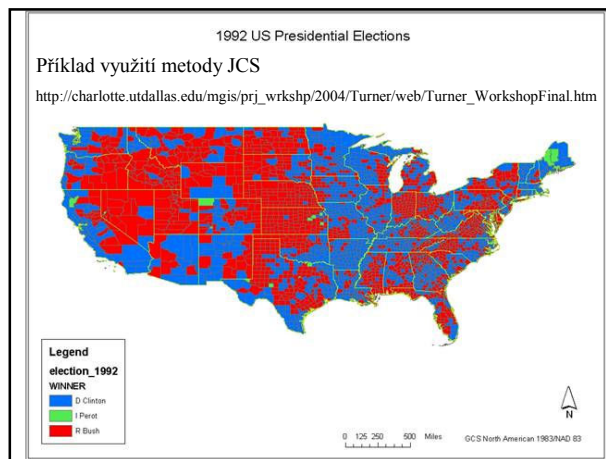 1992 US Presidential Elections
Příklad využití metody JCS
http://charlotte.utdallas.edu/mgis/prj_wrkshp/2004/Turner/web/Turner_WorkshopFinal.htm
Legend
election_1992
WINNER
D Clinton
I Perot
R Bush
N
0 125 250 500 Miles
GCS North American 1983/NAD 83